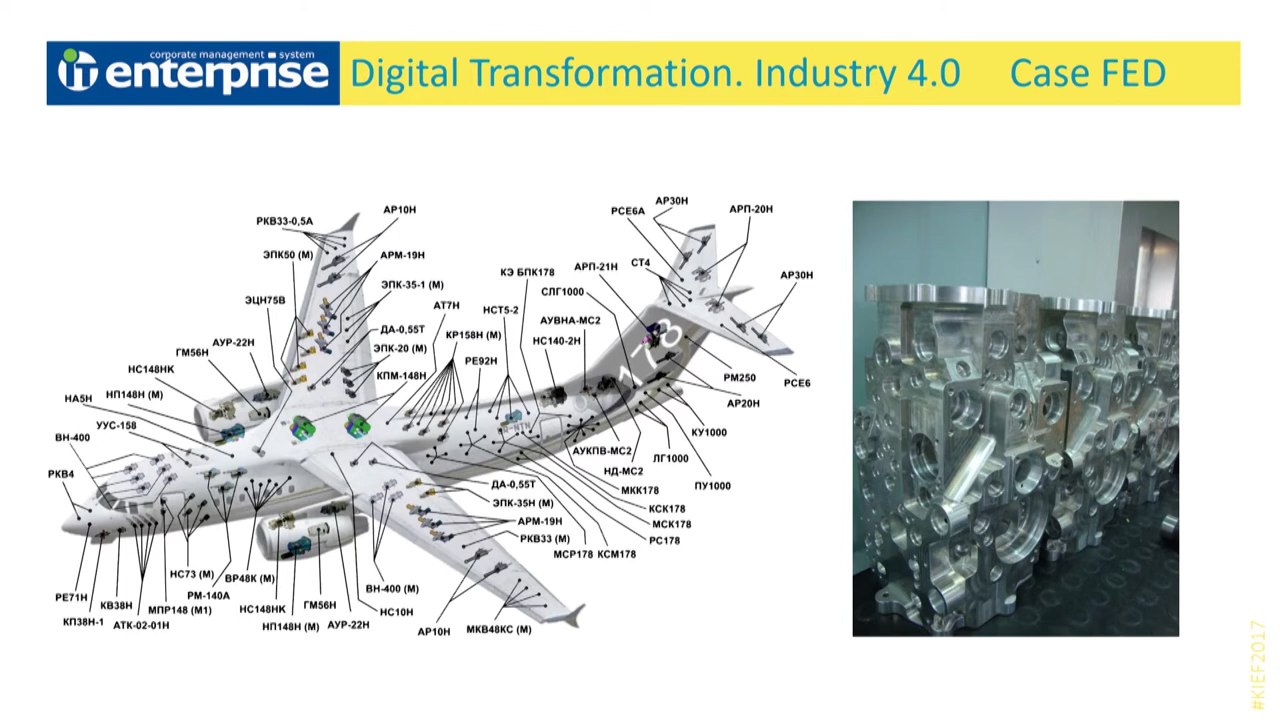 corporate management system
it enterprise
Digital Transformation. Industry 4.0 Case FED
РКВ33-0,5А
АР10Н
ЭПК50 (М)
АРМ-19Н
ЭПК-35-1 (М)
ЭЦН75В
АТ7Н
ДА-0,55Т
КР158Н (М)
АУР-22Н
ЭПК-20 (М)
ГМ56Н
РЕ92Н
НС148НК
КПМ-148Н
НП148Н (М)
НА5Н
УУС-158
ВН-400
РКВ4
КЭ БПК178
НСТ5-2
АУВНА-МС2
НС140-2Н
СЛГ1000
АРП-21Н
СТ4
РСЕ6А
АР30Н
АРП-20Н
АР30Н
178
UR-NTN
РСЕ6
РМ250
АР20Н
КУ1000
АУКПВ-МС2
ЛГ1000
НД-МС2
ПУ1000
МКК178
КСК178
МСК178
РС178
КСМ178
МСР178
ДА-0,55Т
ЭПК-35Н (М)
АРМ-19Н
РКВ33 (М)
РЕ71Н
КП38Н-1
КВ38Н
АТК-02-01Н
МПР148 (М1)
НС73 (М)
РМ-140А
ВР48К (М)
НС148НК
НП148Н (М)
ГМ56Н
АУР-22Н
ВН-400 (М)
НС10Н
АР10Н
МКВ48КС (М)
#KIEF2017